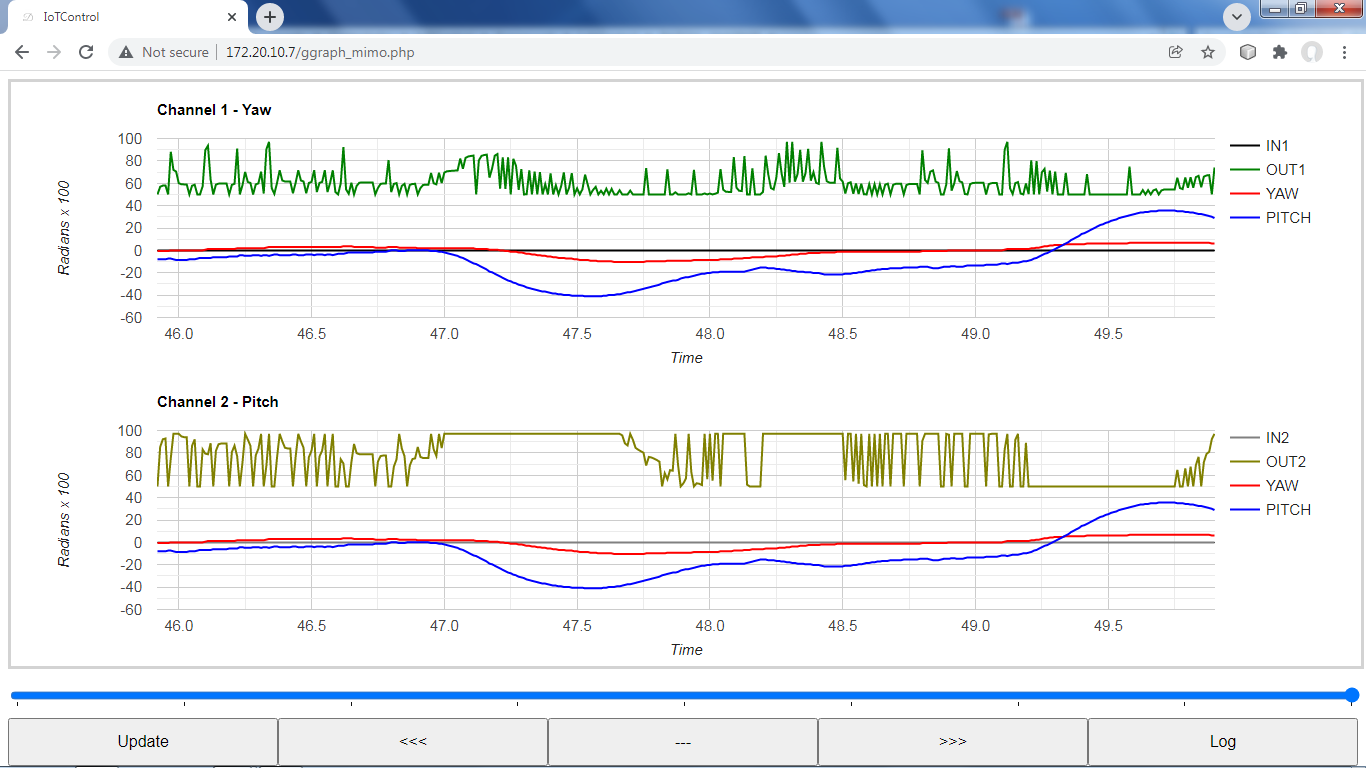 IoTControl
Not secure 172.20.10.7/ggraph_mimo.php
Channel 1 - Yaw
Radians x 100
100
80
60
40
20
0
-20
-40
-60
46.0 46.5 47.0 47.5 48.0 48.5 49.0 49.5
Time
IN1
OUT1
YAW
PITCH
Channel 2 - Pitch
Radians x 100
100
80
60
40
20
0
-20
-40
-60
46.0 46.5 47.0 47.5 48.0 48.5 49.0 49.5
Time
IN2
OUT2
YAW
PITCH
Update <<< --- >>> Log